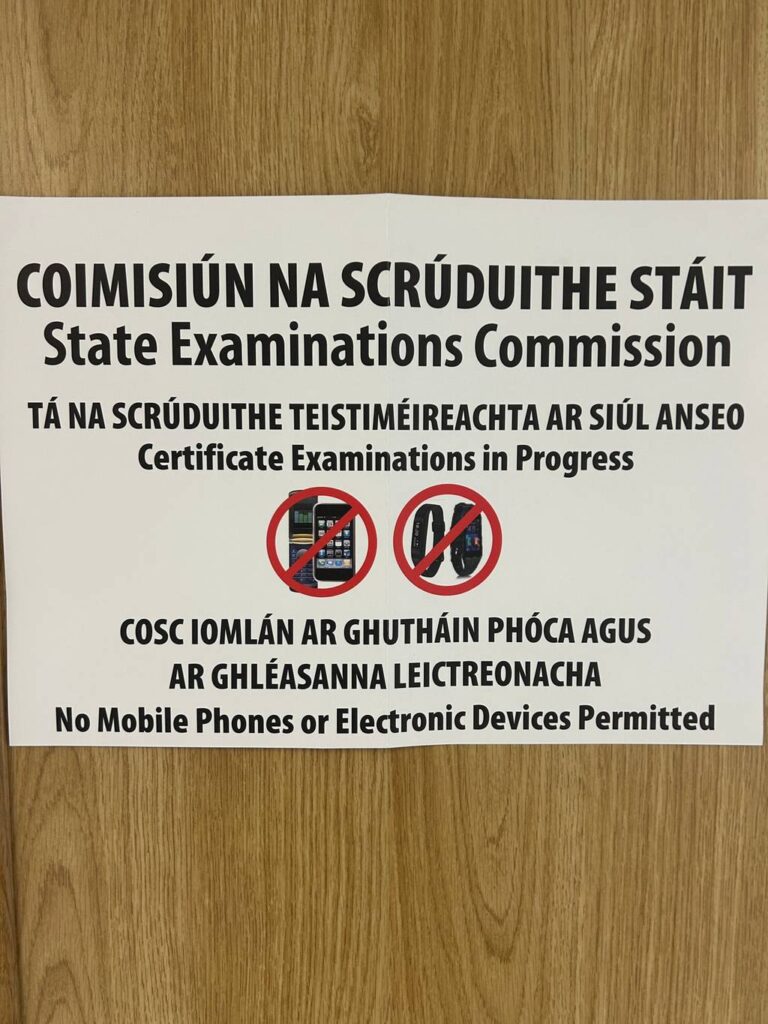 COIMISIÚN NA SCRÚDUITHE STÁIT
State Examinations Commission
TÁ NA SCRÚDUITHE TEISTIMÉIREACHTA AR SIÚL ANSEO
Certificate Examinations in Progress
COSC IOMLÁN AR GHUTHÁIN PHÓCA AGUS
AR GHLÉASANNA LEICTREONACHA
No Mobile Phones or Electronic Devices Permitted